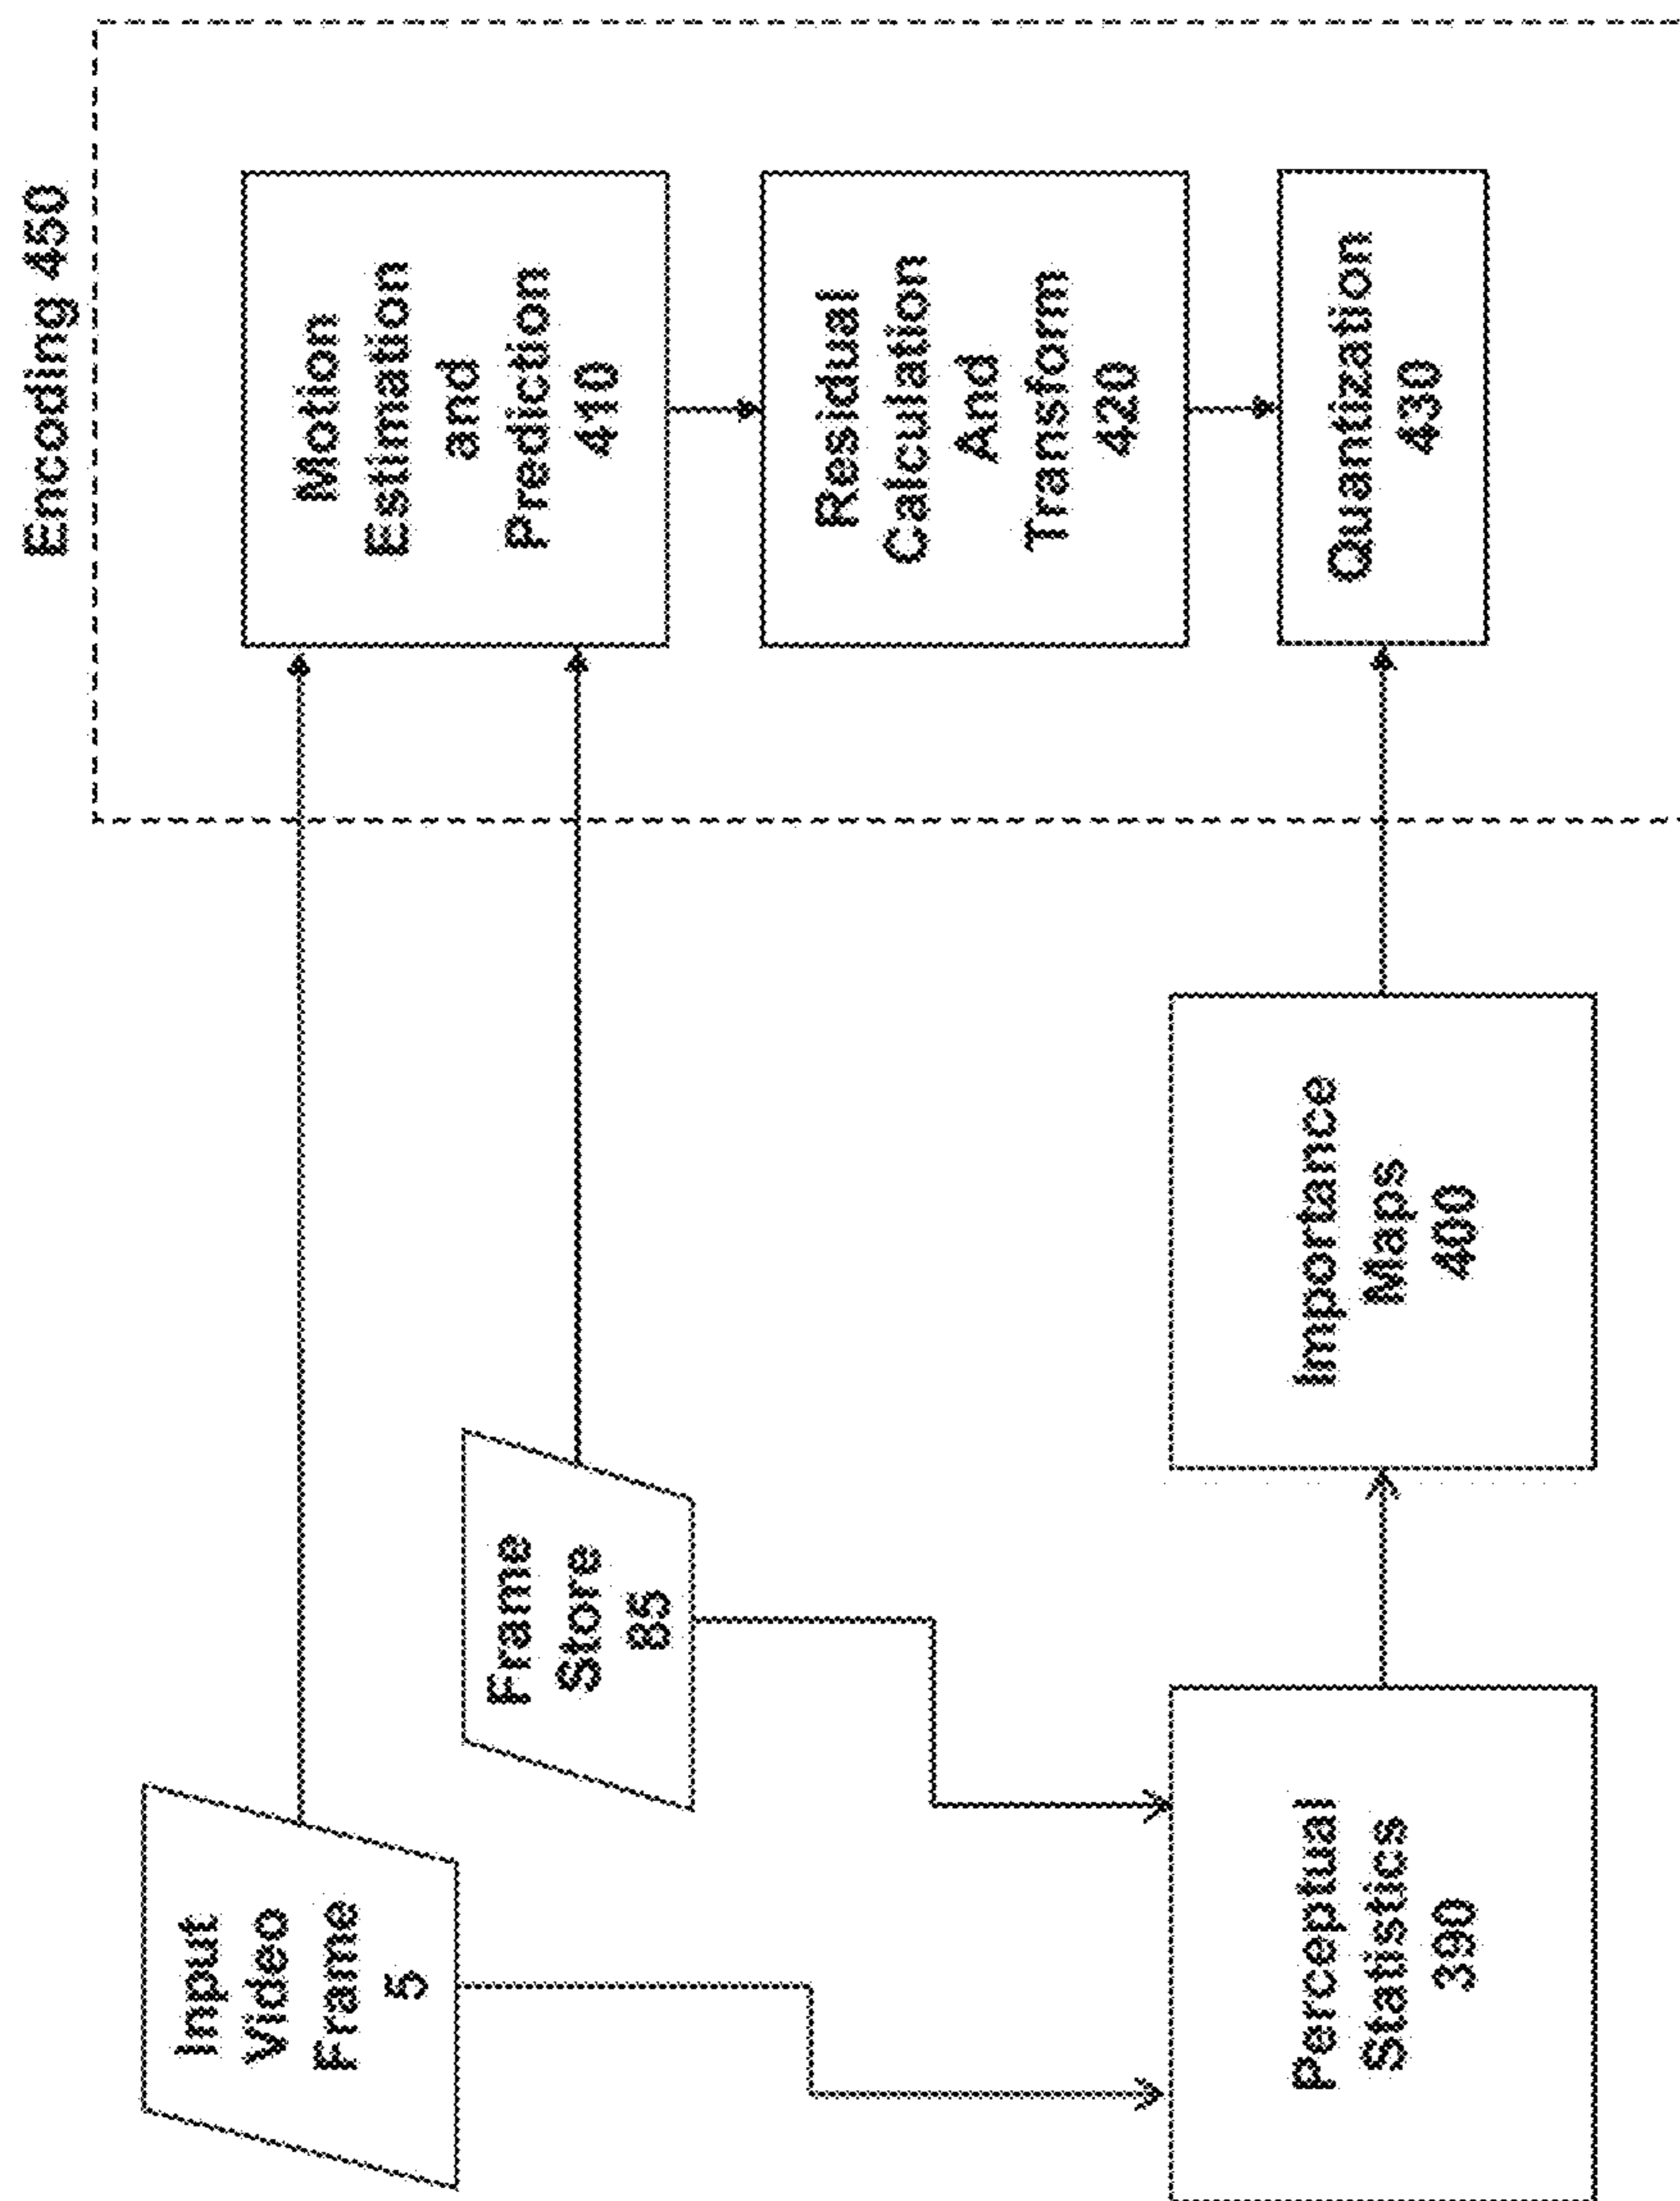 Encoding 450
Input
Video
Frame
5
Motion
Estimation
and
Prediction
410
Frame
Store
85
Residual
Calculation
And
Transform
420
Perceptual
Statistics
390
Importance
Maps
400
Quantization
430